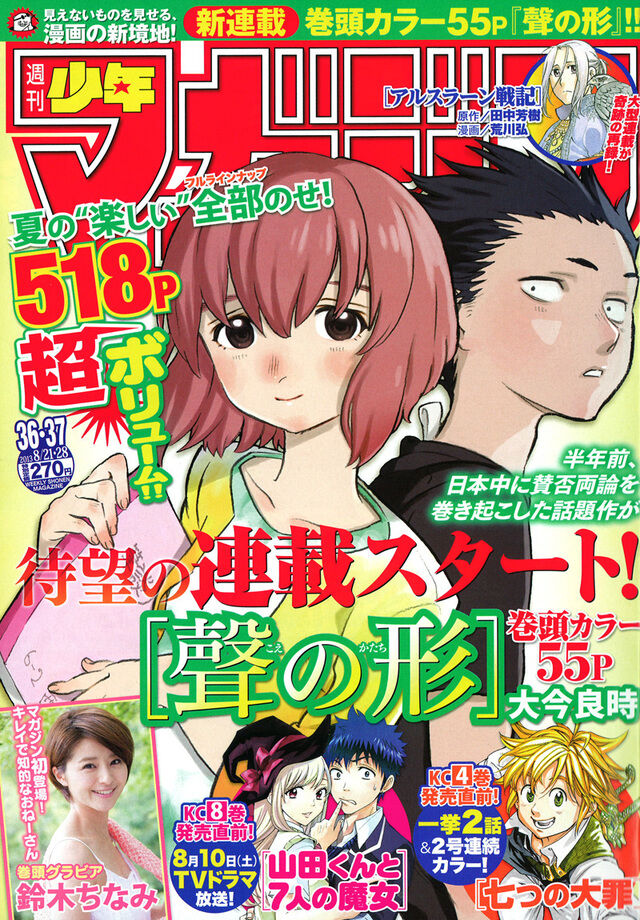 見えないものを見せる、
漫画の新境地!
新連載 巻頭カラー55P『聲の形』!!
週刊 少年
マガジン
[アルスラーン戦記]
原作/田中芳樹
漫画/荒川弘
大型連載が
奇跡の再録!
フルラインナップ
夏の"楽しい"全部のせ!
518P
超ボリューム!!
36・37
2013 8/21・28
270円
WEEKLY SHONEN
MAGAZINE
半年前、
日本中に賛否両論を
巻き起こした話題作が
待望の連載スタート!
こえ かたち
[聲の形]
巻頭カラー
55P
大今良時
マガジン初登場!
キレイで知的なおねーさん
巻頭グラビア
鈴木ちなみ
KC8巻
発売直前!
8月10日(土)
TVドラマ
放送!
[山田くんと
7人の魔女]
KC4巻
発売直前!
一挙2話
&2号連続
カラー!
[七つの大罪